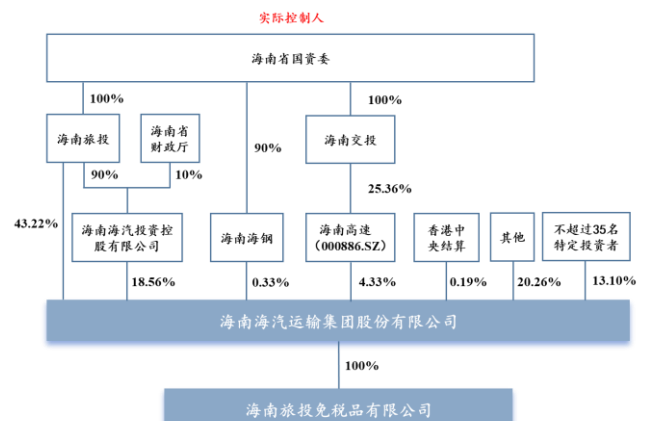 实际控制人
海南省国资委
100%
90%
100%
海南旅投
海南省
财政厅
海南交投
90%
10%
25.36%
43.22%
海南海汽投资控
股有限公司
海南海钢
海南高速
（000886.SZ）
香港中
央结算
其他
不超过35名
特定投资者
18.56%
0.33%
4.33%
0.19%
20.26%
13.10%
海南海汽运输集团股份有限公司
100%
海南旅投免税品有限公司